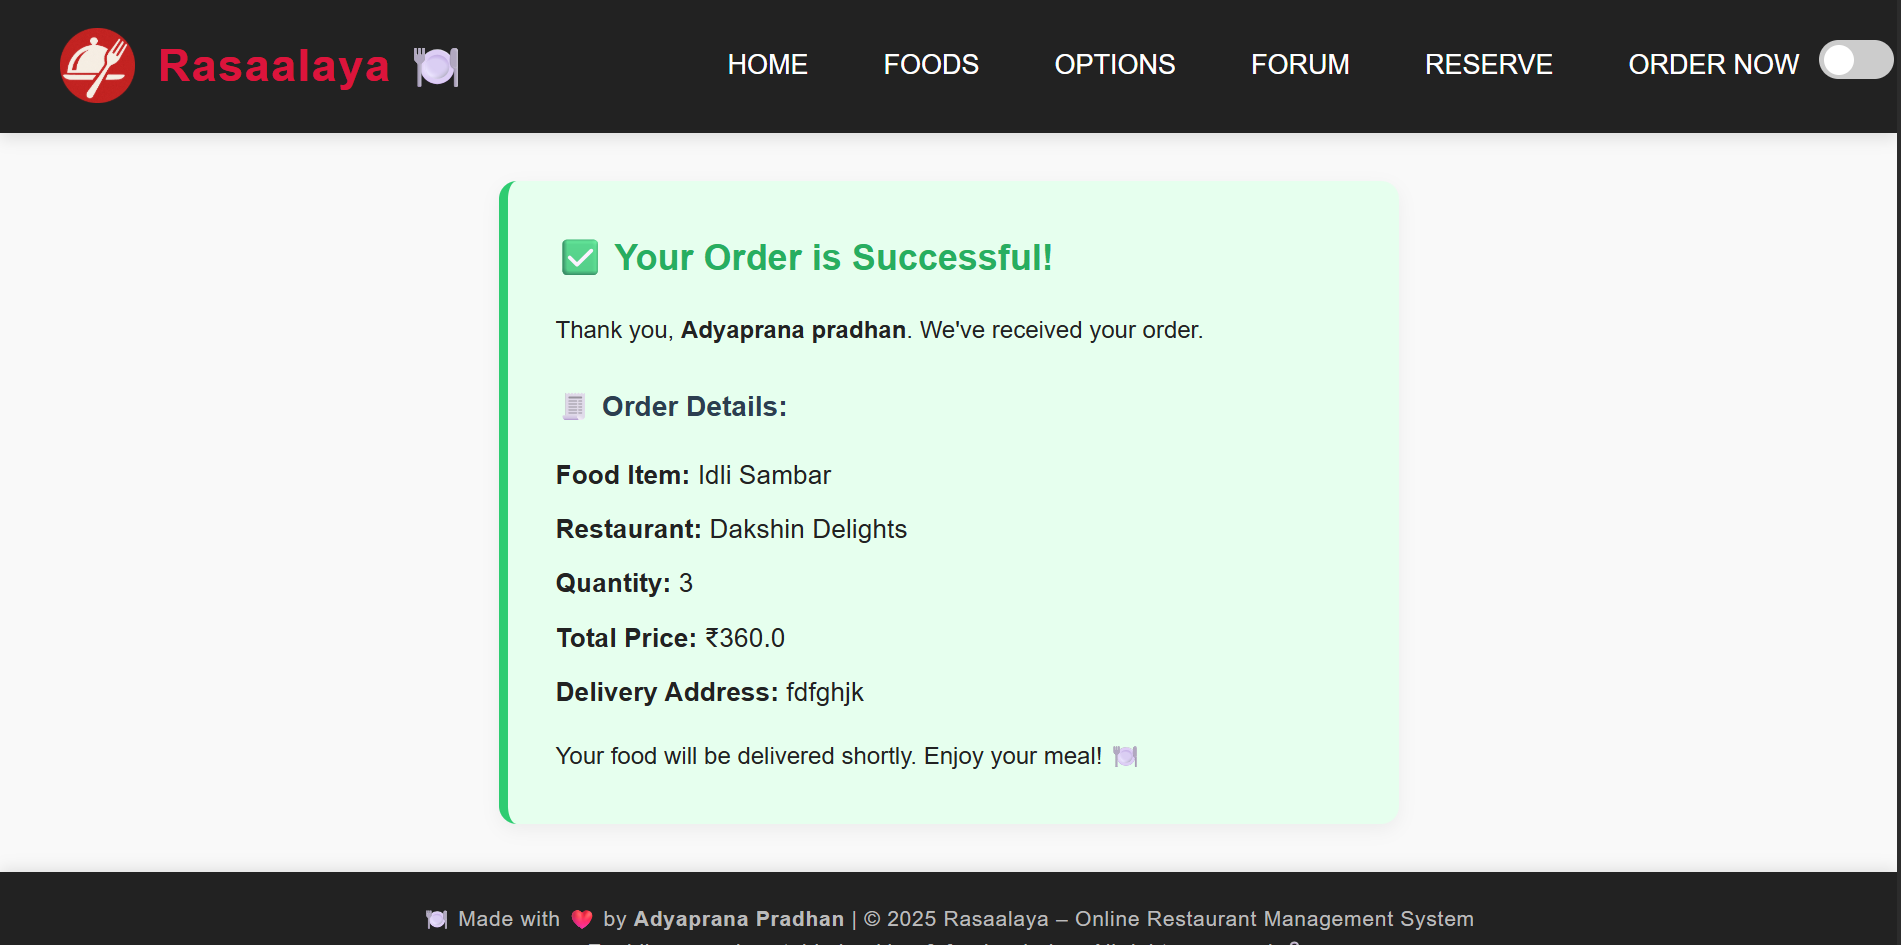 Rasaalaya 🍽️
HOME FOODS OPTIONS FORUM RESERVE ORDER NOW
✅ Your Order is Successful!
Thank you, Adyaprana pradhan. We've received your order.
🧾 Order Details:
Food Item: Idli Sambar
Restaurant: Dakshin Delights
Quantity: 3
Total Price: ₹360.0
Delivery Address: fdfghjk
Your food will be delivered shortly. Enjoy your meal! 🍽️
🍽️ Made with ❤️ by Adyaprana Pradhan | © 2025 Rasaalaya – Online Restaurant Management System